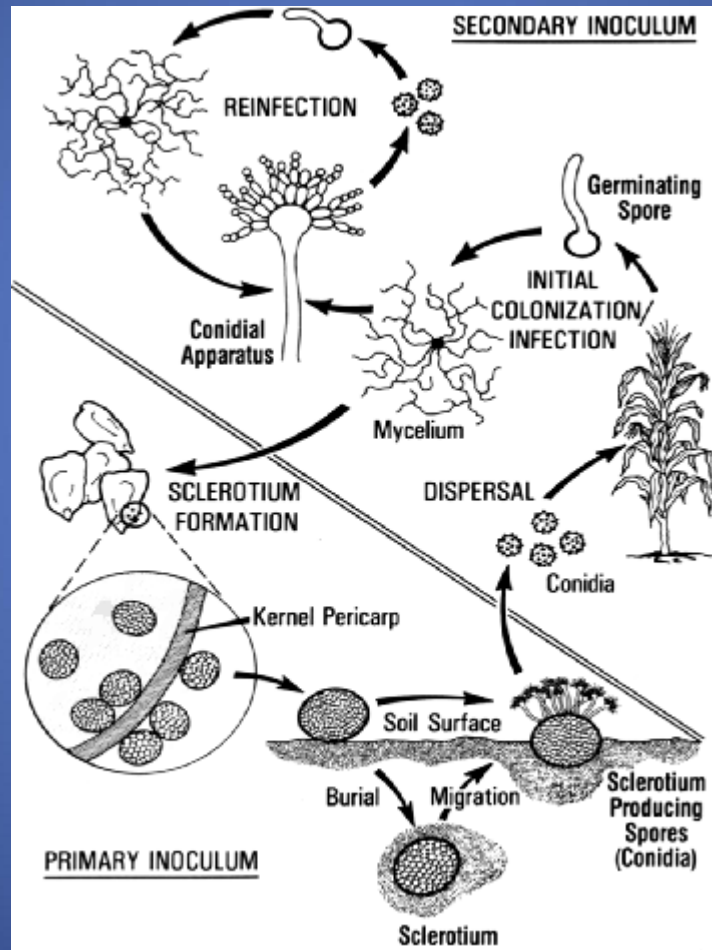 SECONDARY INOCULUM
REINFECTION
Germinating
Spore
INITIAL
COLONIZATION/
INFECTION
Conidial
Apparatus
Mycelium
SCLEROTIUM
FORMATION
DISPERSAL
Conidia
Kernel Pericarp
Soil Surface
Burial
Migration
Sclerotium
Producing
Spores
(Conidia)
PRIMARY INOCULUM
Sclerotium